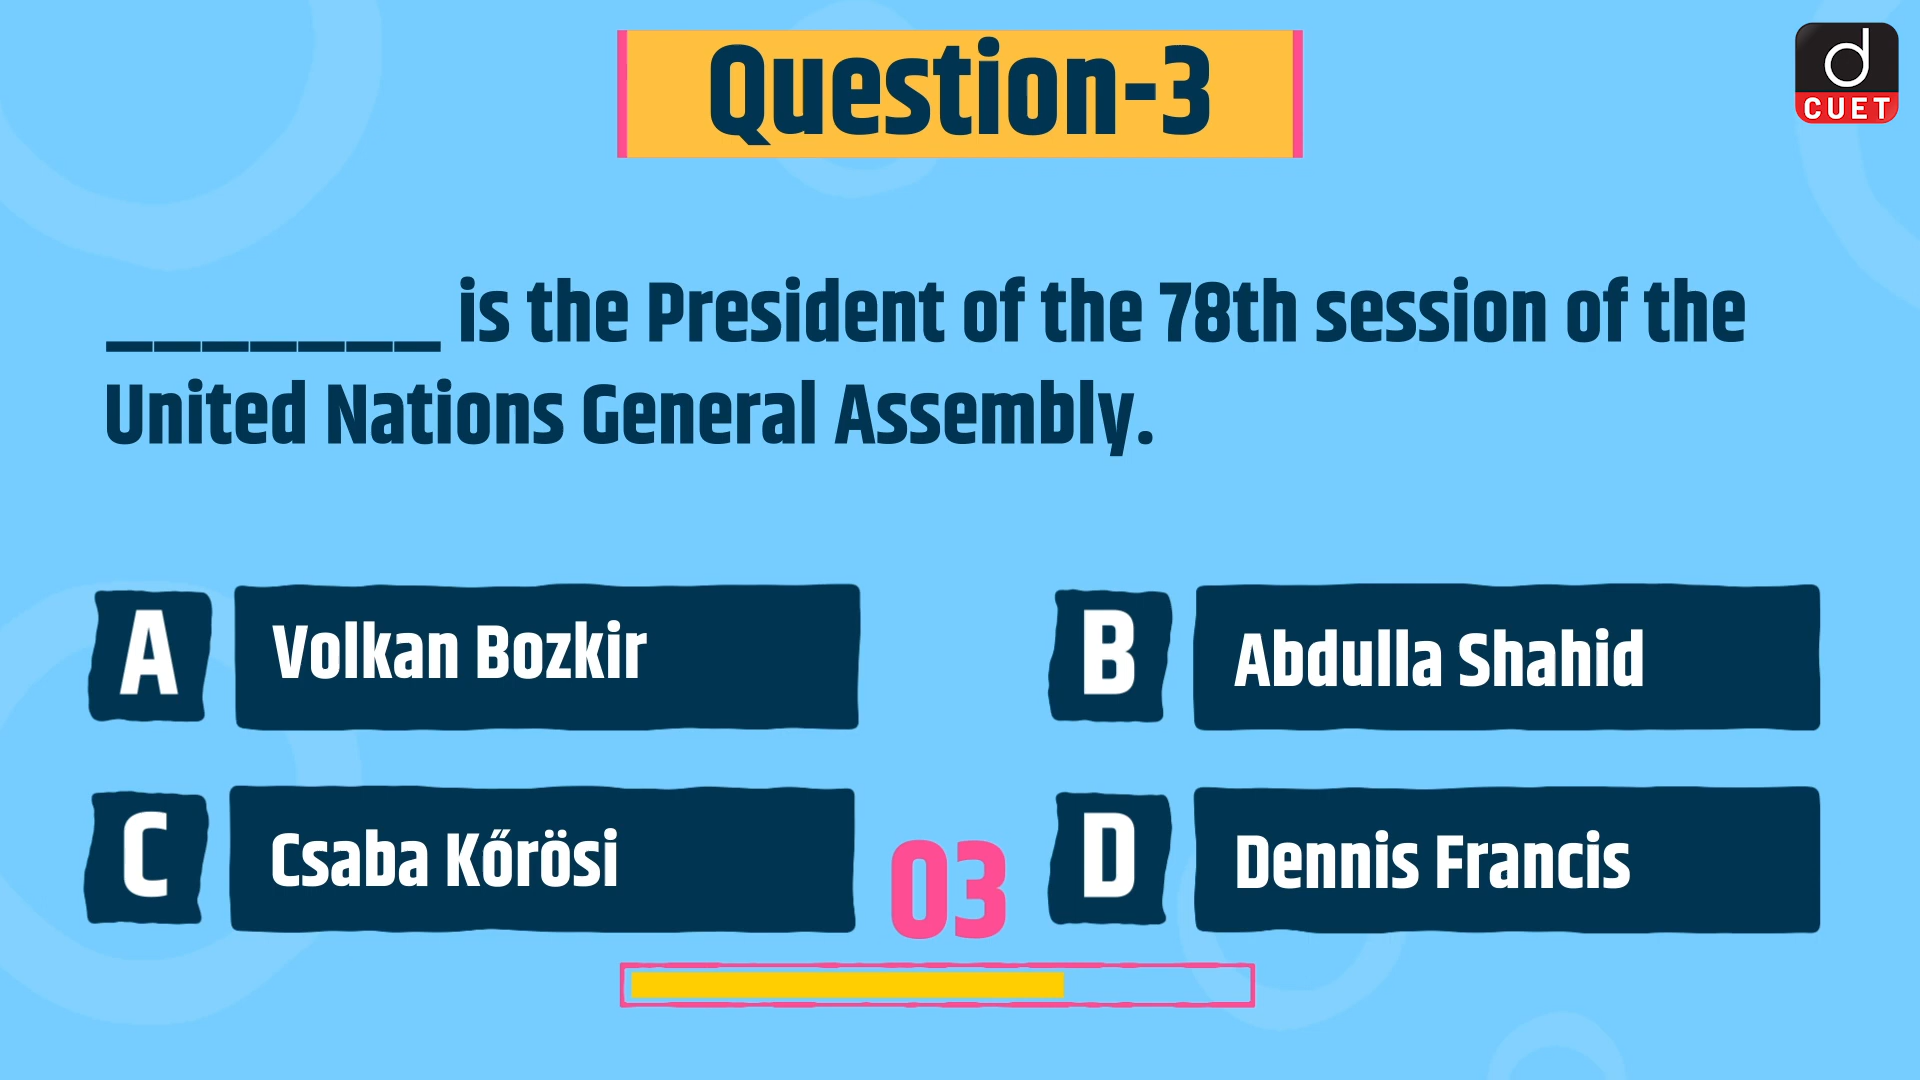 Question-3
d
CUET
_______ is the President of the 78th session of the
United Nations General Assembly.
A Volkan Bozkir
B Abdulla Shahid
C Csaba Kőrösi
D Dennis Francis
03